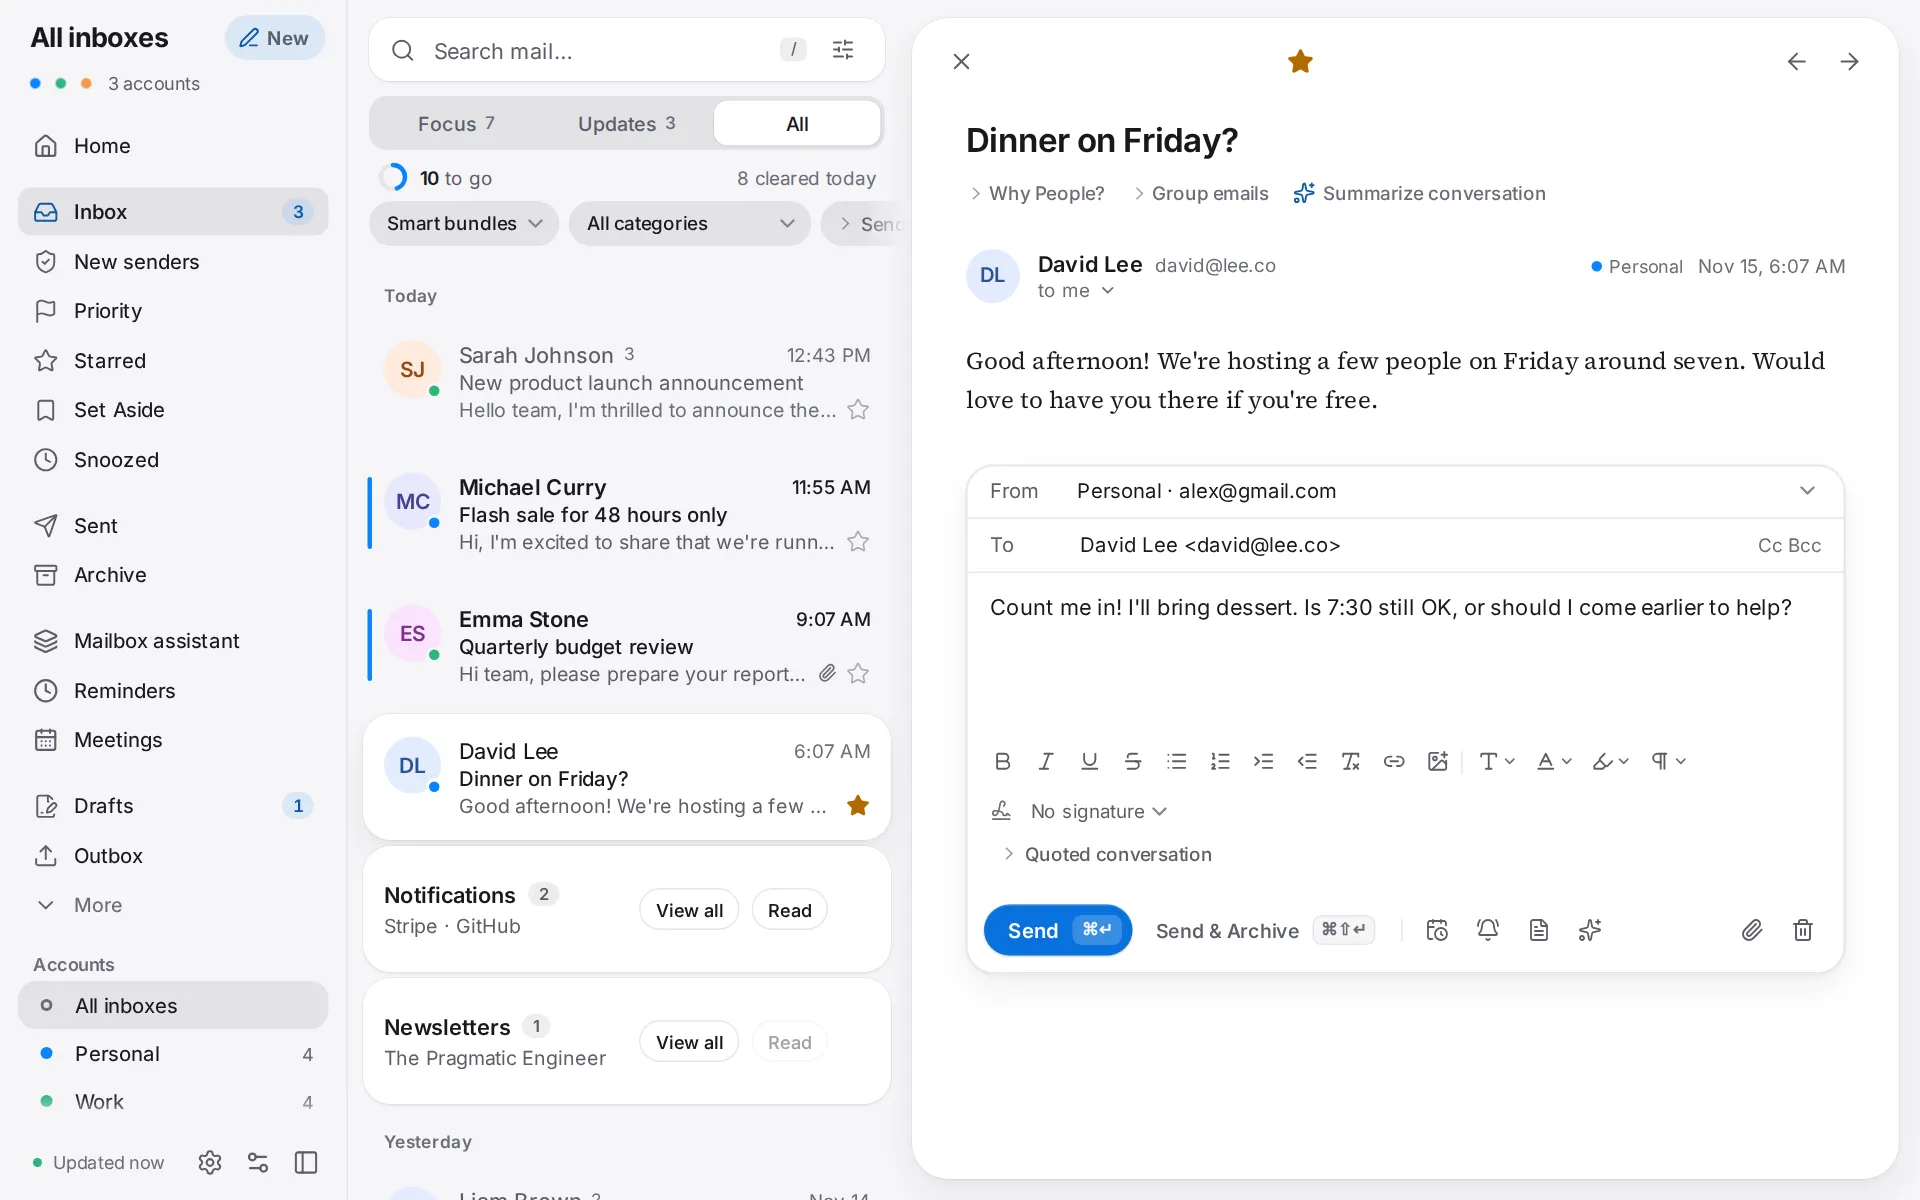 All inboxes
New
3 accounts
Home
Inbox 3
New senders
Priority
Starred
Set Aside
Snoozed
Sent
Archive
Mailbox assistant
Reminders
Meetings
Drafts 1
Outbox
More
Accounts
All inboxes
Personal 4
Work 4
Updated now
Search mail... /
Focus 7 Updates 3 All
10 to go 8 cleared today
Smart bundles All categories
Today
SJ
Sarah Johnson 3 12:43 PM
New product launch announcement
Hello team, I'm thrilled to announce the...
MC
Michael Curry 11:55 AM
Flash sale for 48 hours only
Hi, I'm excited to share that we're runn...
ES
Emma Stone 9:07 AM
Quarterly budget review
Hi team, please prepare your report...
DL
David Lee 6:07 AM
Dinner on Friday?
Good afternoon! We're hosting a few ...
Notifications 2
Stripe · GitHub
View all Read
Newsletters 1
The Pragmatic Engineer
View all Read
Yesterday
Liam Brown 2 Nov 14
Dinner on Friday?
Why People? Group emails Summarize conversation
DL
David Lee david@lee.co Personal Nov 15, 6:07 AM
to me
Good afternoon! We're hosting a few people on Friday around seven. Would
love to have you there if you're free.
From Personal · alex@gmail.com
To David Lee <david@lee.co> Cc Bcc
Count me in! I'll bring dessert. Is 7:30 still OK, or should I come earlier to help?
No signature
Quoted conversation
Send ⌘↵ Send & Archive ⌘⇧↵